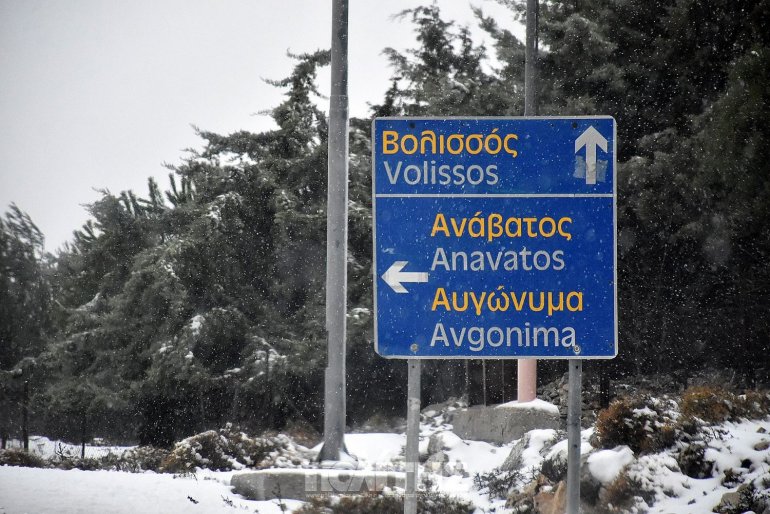 Βολισσός
Volissos
Ανάβατος
Anavatos
Αυγώνυμα
Avgonima